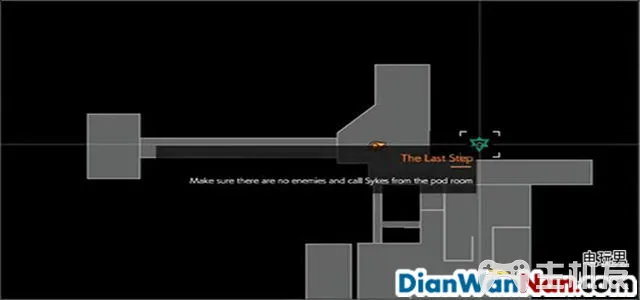 The Last Step
Make sure there are no enemies and call Sykes from the pod room
电玩男
DianWanNan.com